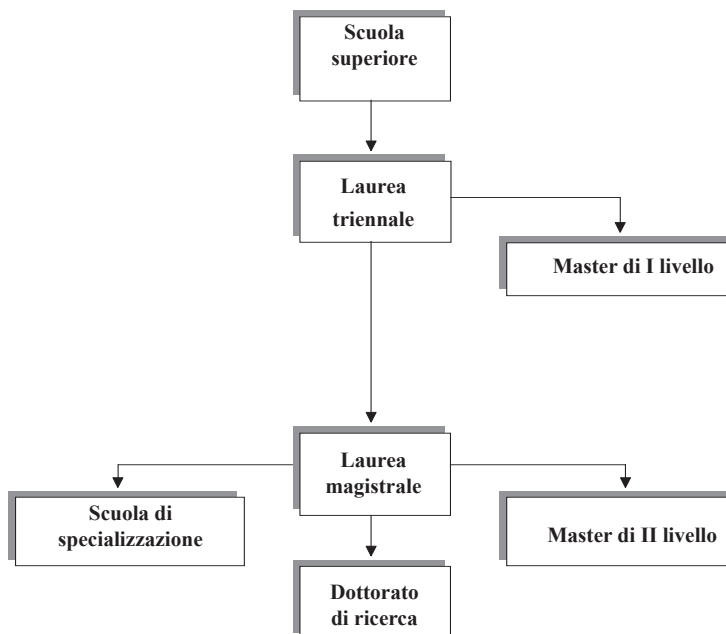 Scuola
superiore
Laurea
triennale
Master di I livello
Laurea
magistrale
Scuola di
specializzazione
Master di II livello
Dottorato
di ricerca